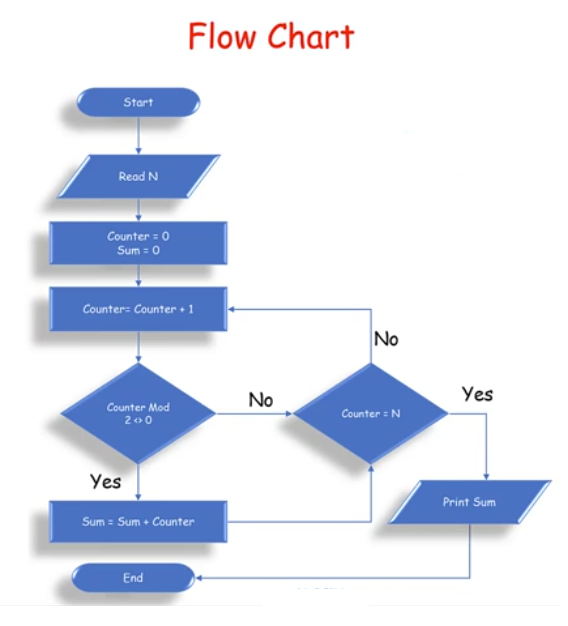 Flow Chart
Start
Read N
Counter = 0
Sum = 0
Counter= Counter + 1
No
Counter Mod
2 <> 0
No
Counter = N
Yes
Yes
Sum = Sum + Counter
Print Sum
End